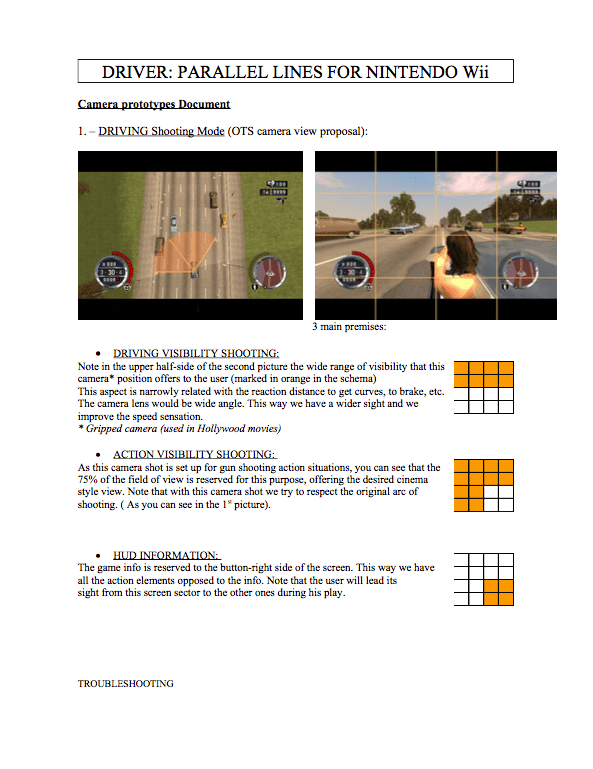 DRIVER: PARALLEL LINES FOR NINTENDO Wii
Camera prototypes Document
1. – DRIVING Shooting Mode (OTS camera view proposal):
3 main premises:
• DRIVING VISIBILITY SHOOTING:
Note in the upper half-side of the second picture the wide range of visibility that this
camera* position offers to the user (marked in orange in the schema)
This aspect is narrowly related with the reaction distance to get curves, to brake, etc.
The camera lens would be wide angle. This way we have a wider sight and we
improve the speed sensation.
* Gripped camera (used in Hollywood movies)
• ACTION VISIBILITY SHOOTING:
As this camera shot is set up for gun shooting action situations, you can see that the
75% of the field of view is reserved for this purpose, offering the desired cinema
style view. Note that with this camera shot we try to respect the original arc of
shooting. ( As you can see in the 1st picture).
• HUD INFORMATION:
The game info is reserved to the button-right side of the screen. This way we have
all the action elements opposed to the info. Note that the user will lead its
sight from this screen sector to the other ones during his play.
TROUBLESHOOTING